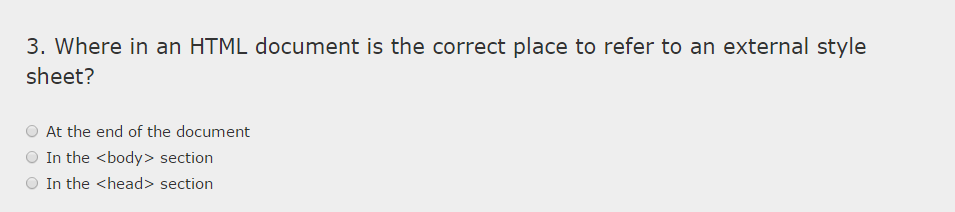 3. Where in an HTML document is the correct place to refer to an external style
sheet?
At the end of the document
In the <body> section
In the <head> section